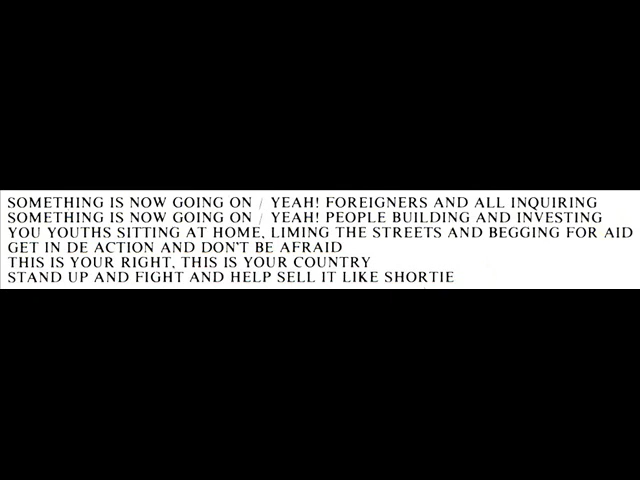 SOMETHING IS NOW GOING ON / YEAH! FOREIGNERS AND ALL INQUIRING
SOMETHING IS NOW GOING ON / YEAH! PEOPLE BUILDING AND INVESTING
YOU YOUTHS SITTING AT HOME, LIMING THE STREETS AND BEGGING FOR AID
GET IN DE ACTION AND DON'T BE AFRAID
THIS IS YOUR RIGHT, THIS IS YOUR COUNTRY
STAND UP AND FIGHT AND HELP SELL IT LIKE SHORTIE